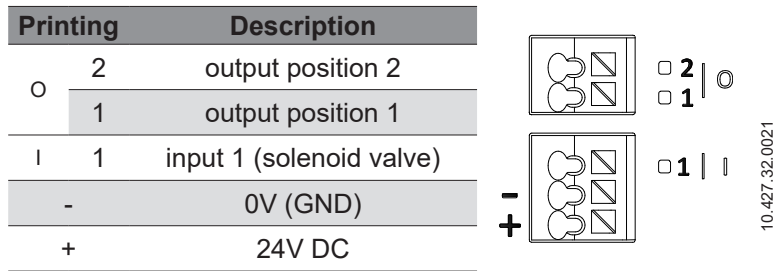 Printing Description
O 2 output position 2
1 output position 1
I 1 input 1 (solenoid valve)
- 0V (GND)
+ 24V DC
2 | O
1
1 | I
-
+
10.427.32.0021